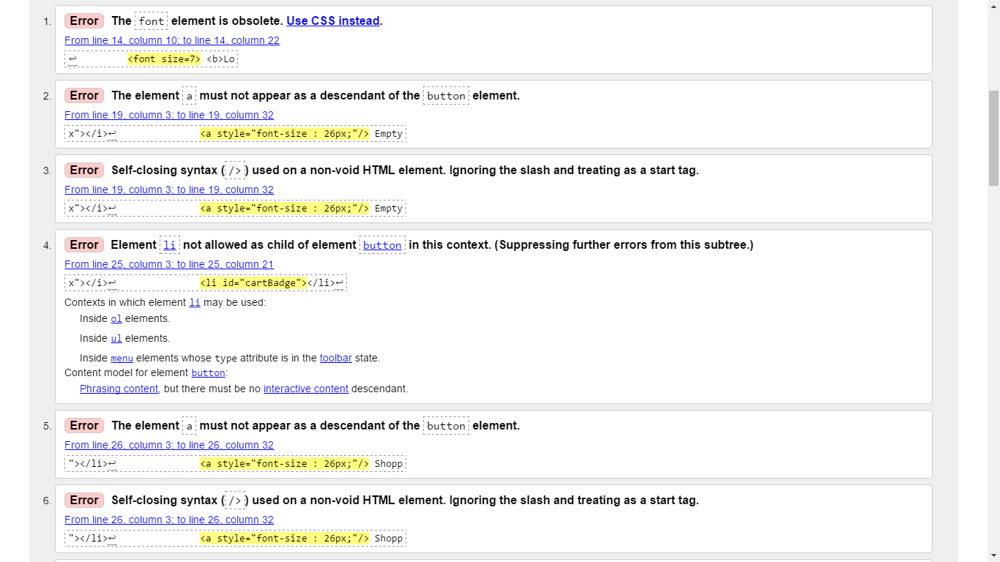 1. Error The font element is obsolete. Use CSS instead.
From line 14, column 10; to line 14, column 22
↩ <font size=7> <b>Lo
2. Error The element a must not appear as a descendant of the button element.
From line 19, column 3; to line 19, column 32
x"></i>↩ <a style="font-size : 26px;"/> Empty
3. Error Self-closing syntax (/>) used on a non-void HTML element. Ignoring the slash and treating as a start tag.
From line 19, column 3; to line 19, column 32
x"></i>↩ <a style="font-size : 26px;"/> Empty
4. Error Element li not allowed as child of element button in this context. (Suppressing further errors from this subtree.)
From line 25, column 3; to line 25, column 21
x"></i>↩ <li id="cartBadge"></li>↩
Contexts in which element li may be used:
Inside ol elements.
Inside ul elements.
Inside menu elements whose type attribute is in the toolbar state.
Content model for element button:
Phrasing content, but there must be no interactive content descendant.
5. Error The element a must not appear as a descendant of the button element.
From line 26, column 3; to line 26, column 32
"></li>↩ <a style="font-size : 26px;"/> Shopp
6. Error Self-closing syntax (/>) used on a non-void HTML element. Ignoring the slash and treating as a start tag.
From line 26, column 3; to line 26, column 32
"></li>↩ <a style="font-size : 26px;"/> Shopp